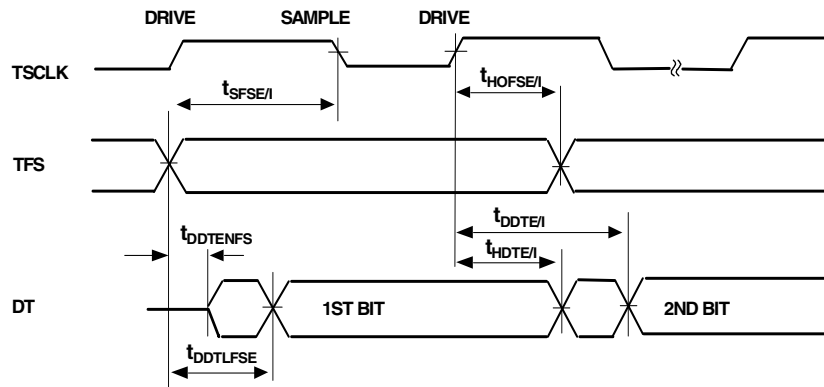 DRIVE SAMPLE DRIVE
TSCLK
tSFSE/I tHOFSE/I
TFS
tDDTE/I
tDDTENFS
tHDTE/I
DT 1ST BIT 2ND BIT
tDDTLFSE